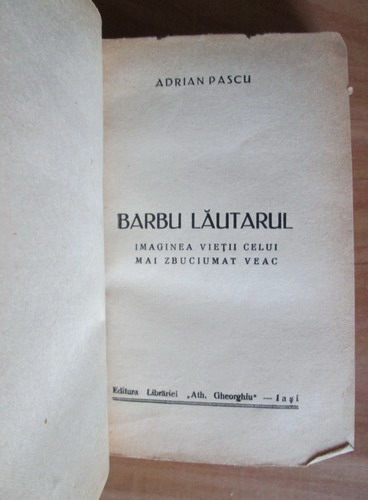 ADRIAN PASCU
BARBU LĂUTARUL
IMAGINEA VIEȚII CELUI
MAI ZBUCIUMAT VEAC
Editura Librăriei „Ath. Gheorghiu" — Iași